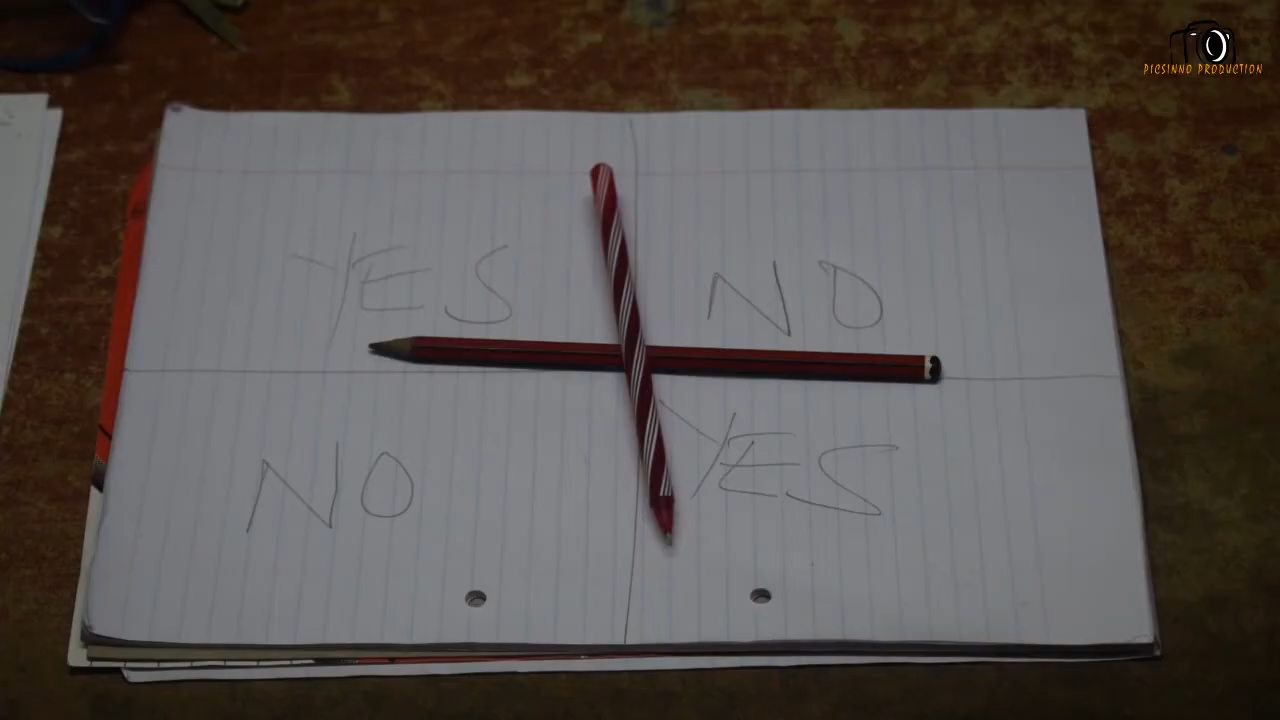 PICSINNO PRODUCTION
YES NO
NO YES